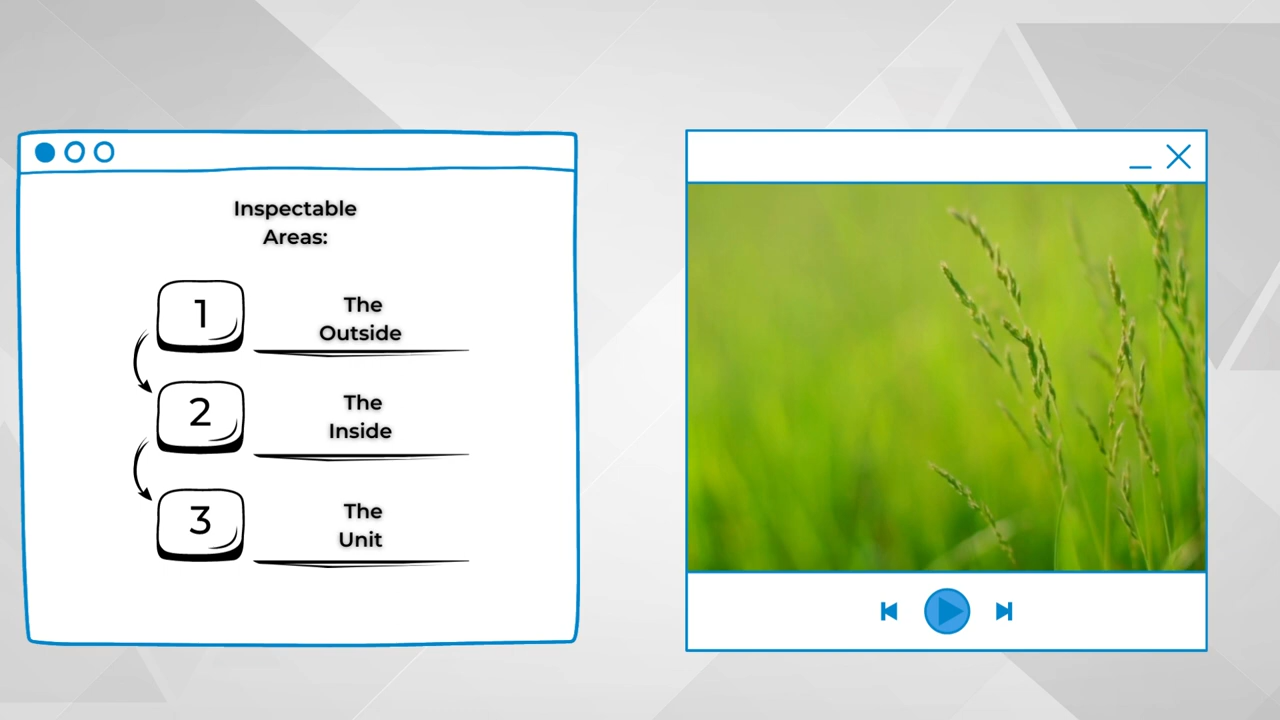 Inspectable
Areas:
1
The
Outside
2
The
Inside
3
The
Unit